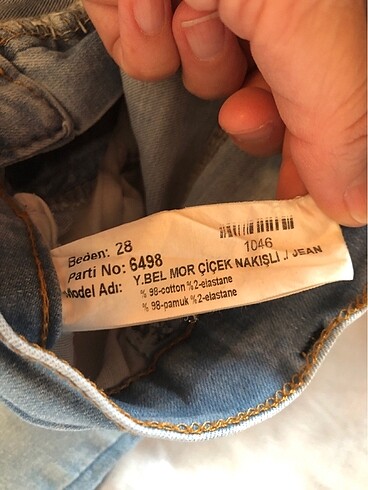 Beden: 28
Parti No: 6498
1046
Model Adı: Y.BEL MOR ÇİÇEK NAKIŞLI ./ JEAN
% 98-cotton %2-elastane
% 98-pamuk %2-elastane